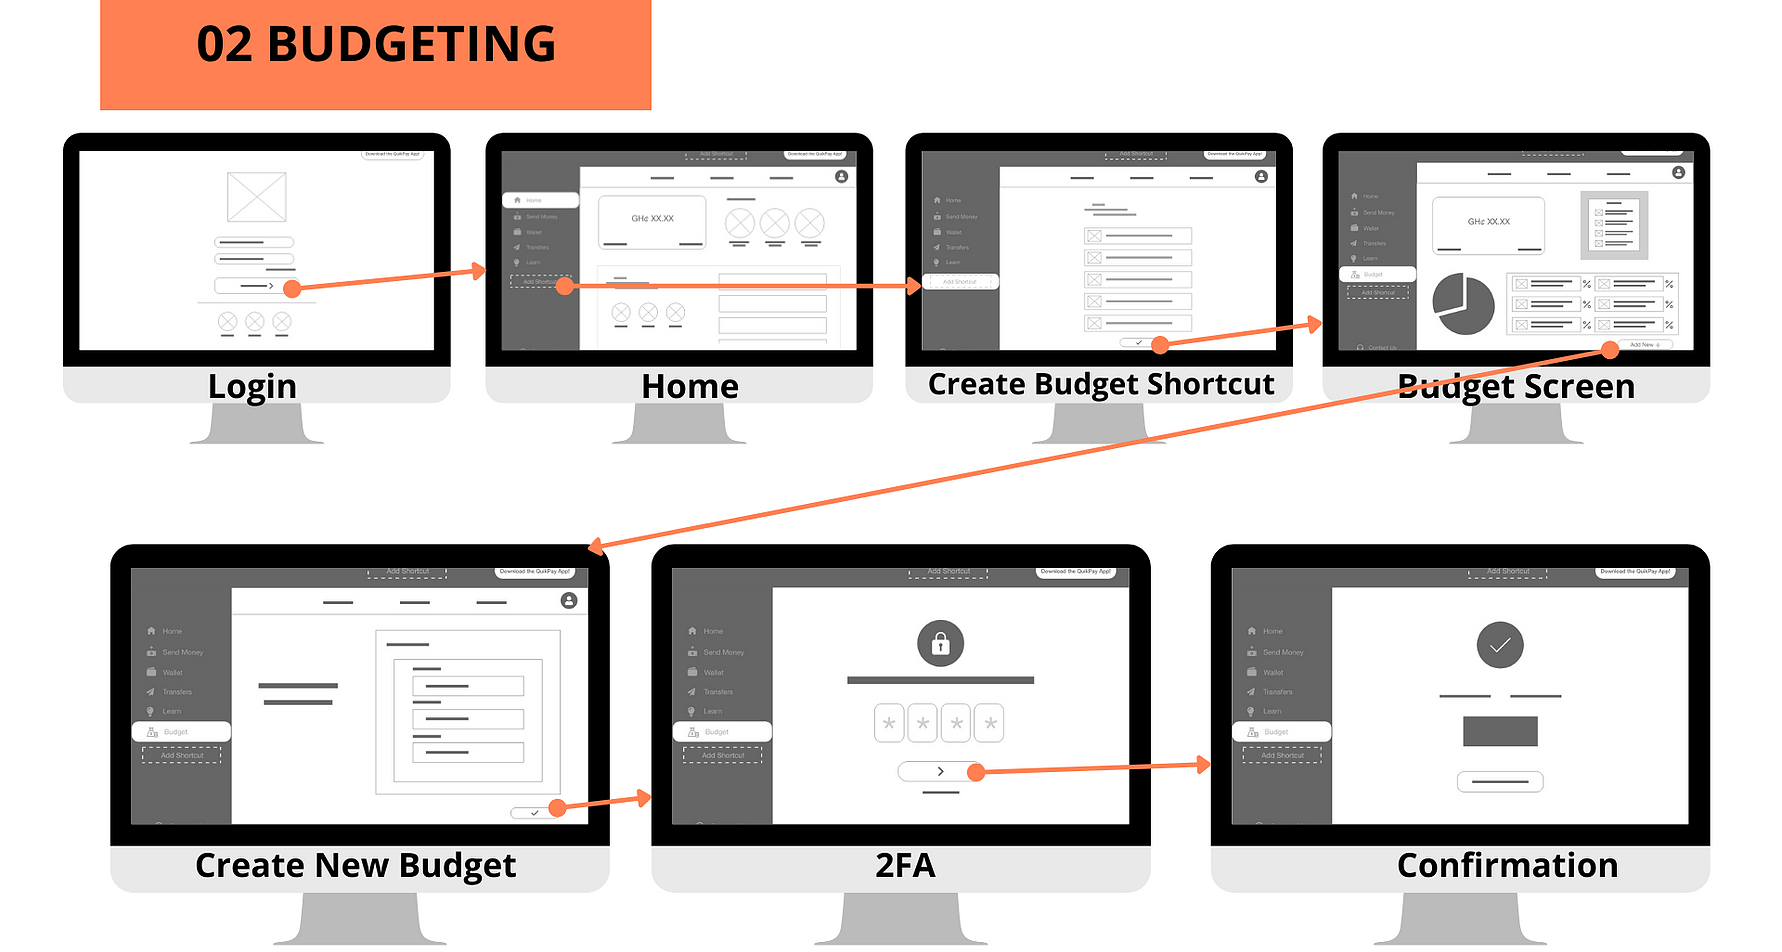 02 BUDGETING
Download the QuikPay App!
Login
Add Shortcut
Download the QuikPay App!
Home
Send Money
Wallet
Transfers
Learn
Add Shortcut
GH¢ XX.XX
Home
Add Shortcut
Download the QuikPay App!
Home
Send Money
Wallet
Transfers
Learn
Add Shortcut
Create Budget Shortcut
Home
Send Money
Wallet
Transfers
Learn
Budget
Add Shortcut
Contact Us
GH¢ XX.XX
% %
% %
% %
Add New +
Budget Screen
Add Shortcut
Download the QuikPay App!
Home
Send Money
Wallet
Transfers
Learn
Budget
Add Shortcut
Create New Budget
Add Shortcut
Download the QuikPay App!
Home
Send Money
Wallet
Transfers
Learn
Budget
Add Shortcut
* * * *
2FA
Add Shortcut
Download the QuikPay App!
Home
Send Money
Wallet
Transfers
Learn
Budget
Add Shortcut
Confirmation